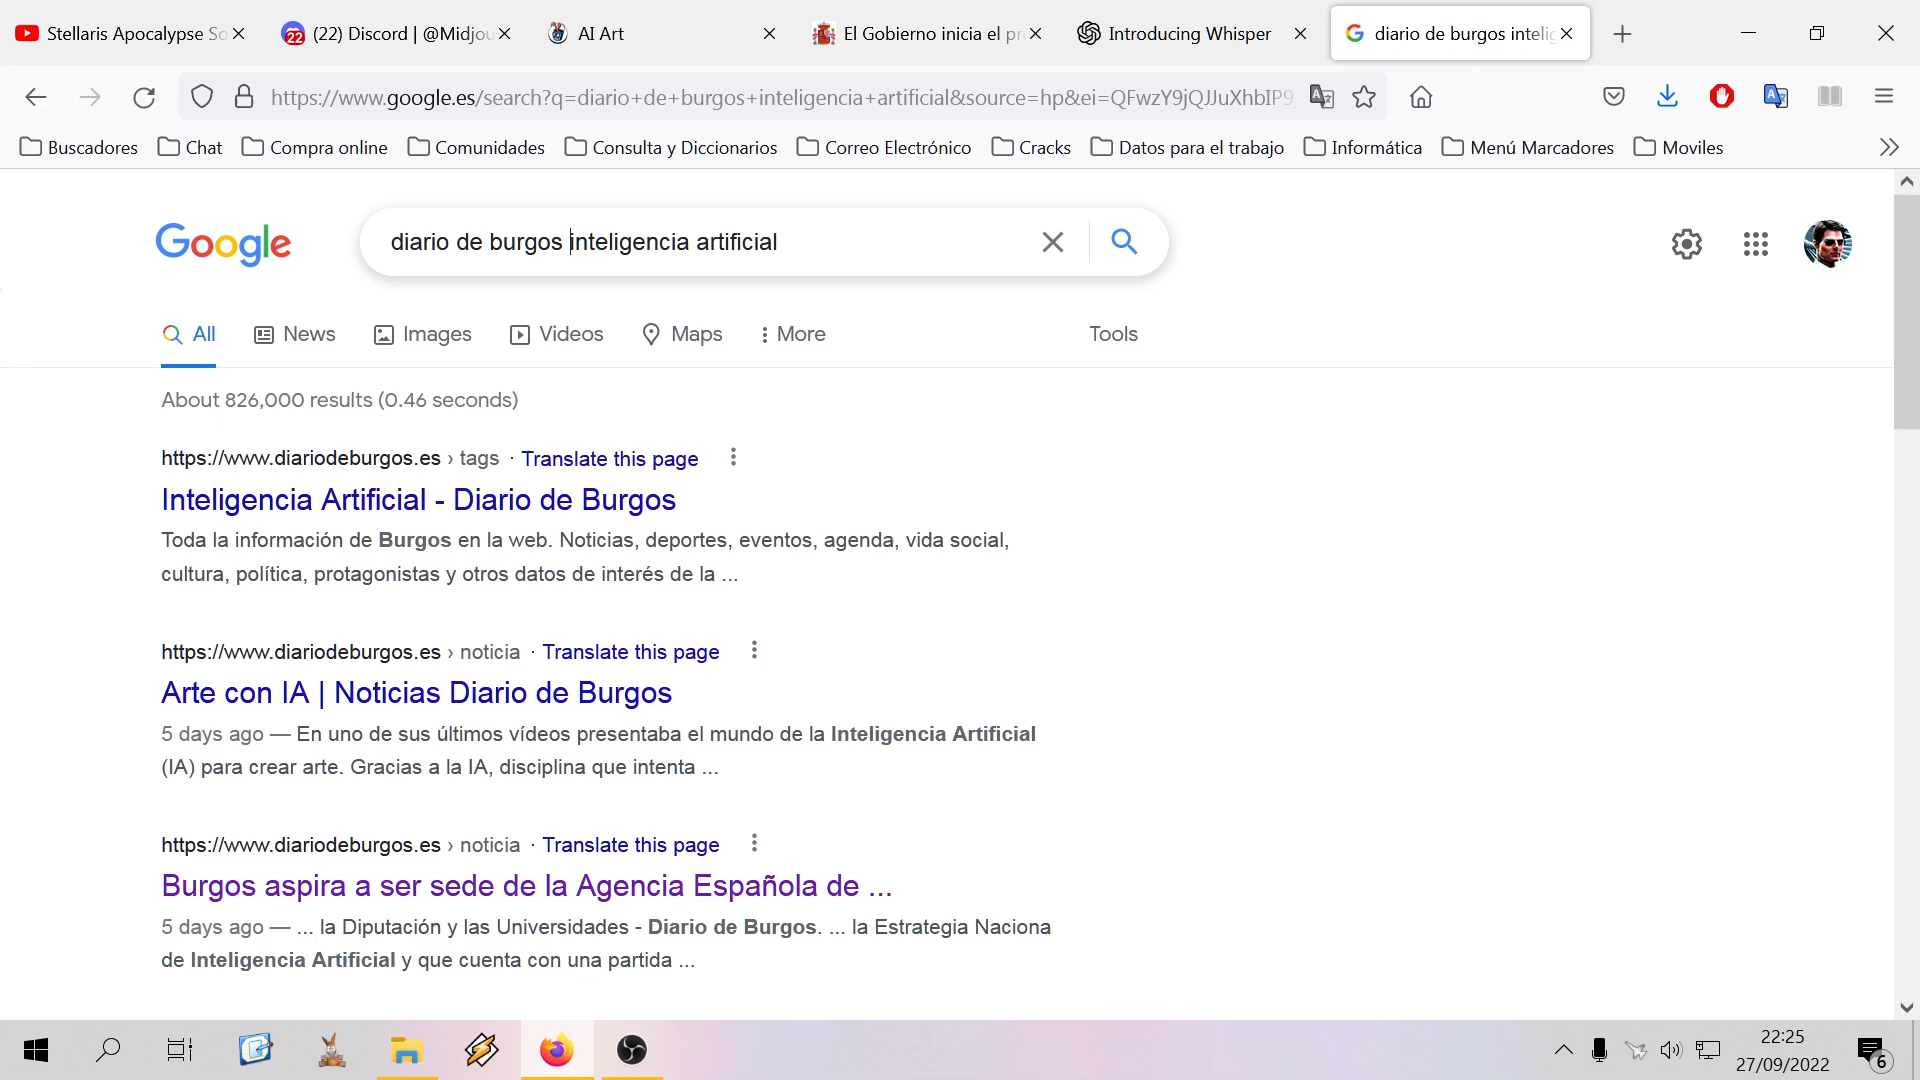 Stellaris Apocalypse So
(22) Discord | @Midjou
AI Art
El Gobierno inicia el pr
Introducing Whisper
diario de burgos intelig
https://www.google.es/search?q=diario+de+burgos+inteligencia+artificial&source=hp&ei=QFwzY9jQJJuXhbIP9
Buscadores
Chat
Compra online
Comunidades
Consulta y Diccionarios
Correo Electrónico
Cracks
Datos para el trabajo
Informática
Menú Marcadores
Moviles
Google
diario de burgos inteligencia artificial
All
News
Images
Videos
Maps
More
Tools
About 826,000 results (0.46 seconds)
https://www.diariodeburgos.es › tags · Translate this page
Inteligencia Artificial - Diario de Burgos
Toda la información de Burgos en la web. Noticias, deportes, eventos, agenda, vida social,
cultura, política, protagonistas y otros datos de interés de la ...
https://www.diariodeburgos.es › noticia · Translate this page
Arte con IA | Noticias Diario de Burgos
5 days ago — En uno de sus últimos vídeos presentaba el mundo de la Inteligencia Artificial
(IA) para crear arte. Gracias a la IA, disciplina que intenta ...
https://www.diariodeburgos.es › noticia · Translate this page
Burgos aspira a ser sede de la Agencia Española de ...
5 days ago — ... la Diputación y las Universidades - Diario de Burgos. ... la Estrategia Naciona
de Inteligencia Artificial y que cuenta con una partida ...
22:25
27/09/2022
6